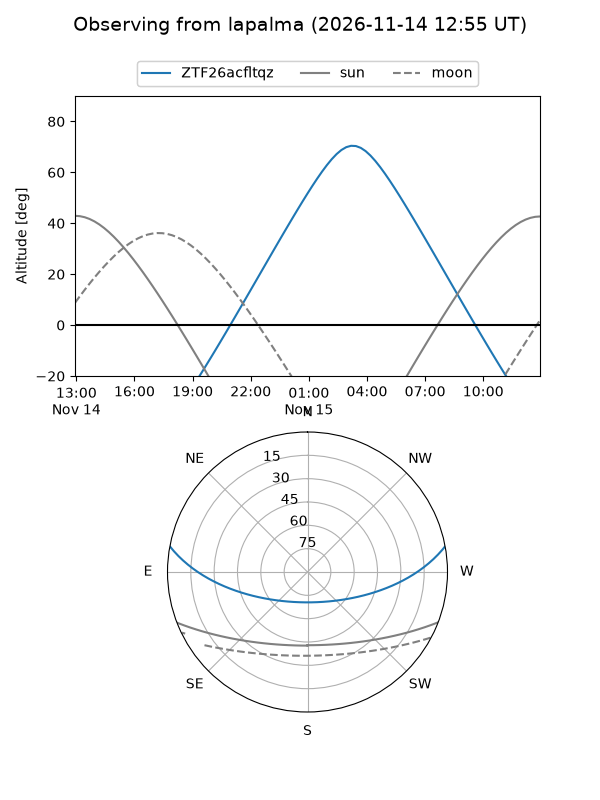 Observing from lapalma (2026-11-14 12:55 UT)
ZTF26acfltqz sun moon
Altitude [deg]
80
60
40
20
0
−20
13:00 16:00 19:00 22:00 01:00 04:00 07:00 10:00
Nov 14 Nov 15
N
NE NW
15
30
45
60
75
E W
SE SW
S